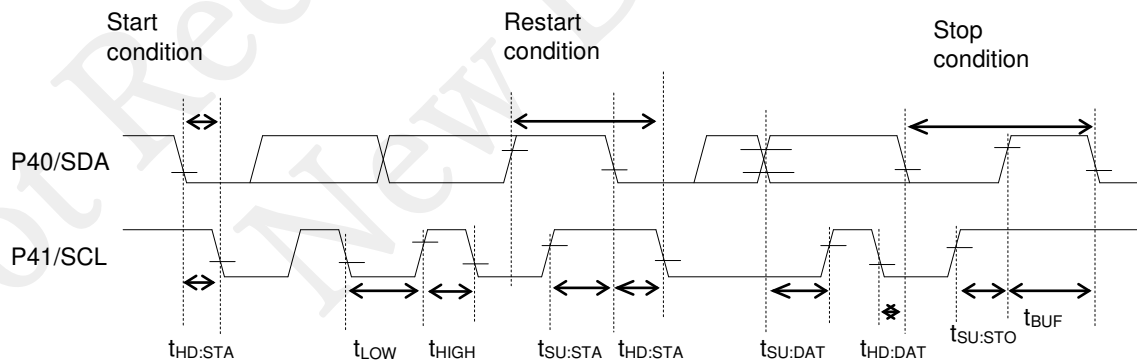 Start
condition
Restart
condition
Stop
condition
P40/SDA
P41/SCL
tHD:STA
tLOW
tHIGH
tSU:STA
tHD:STA
tSU:DAT
tHD:DAT
tSU:STO
tBUF